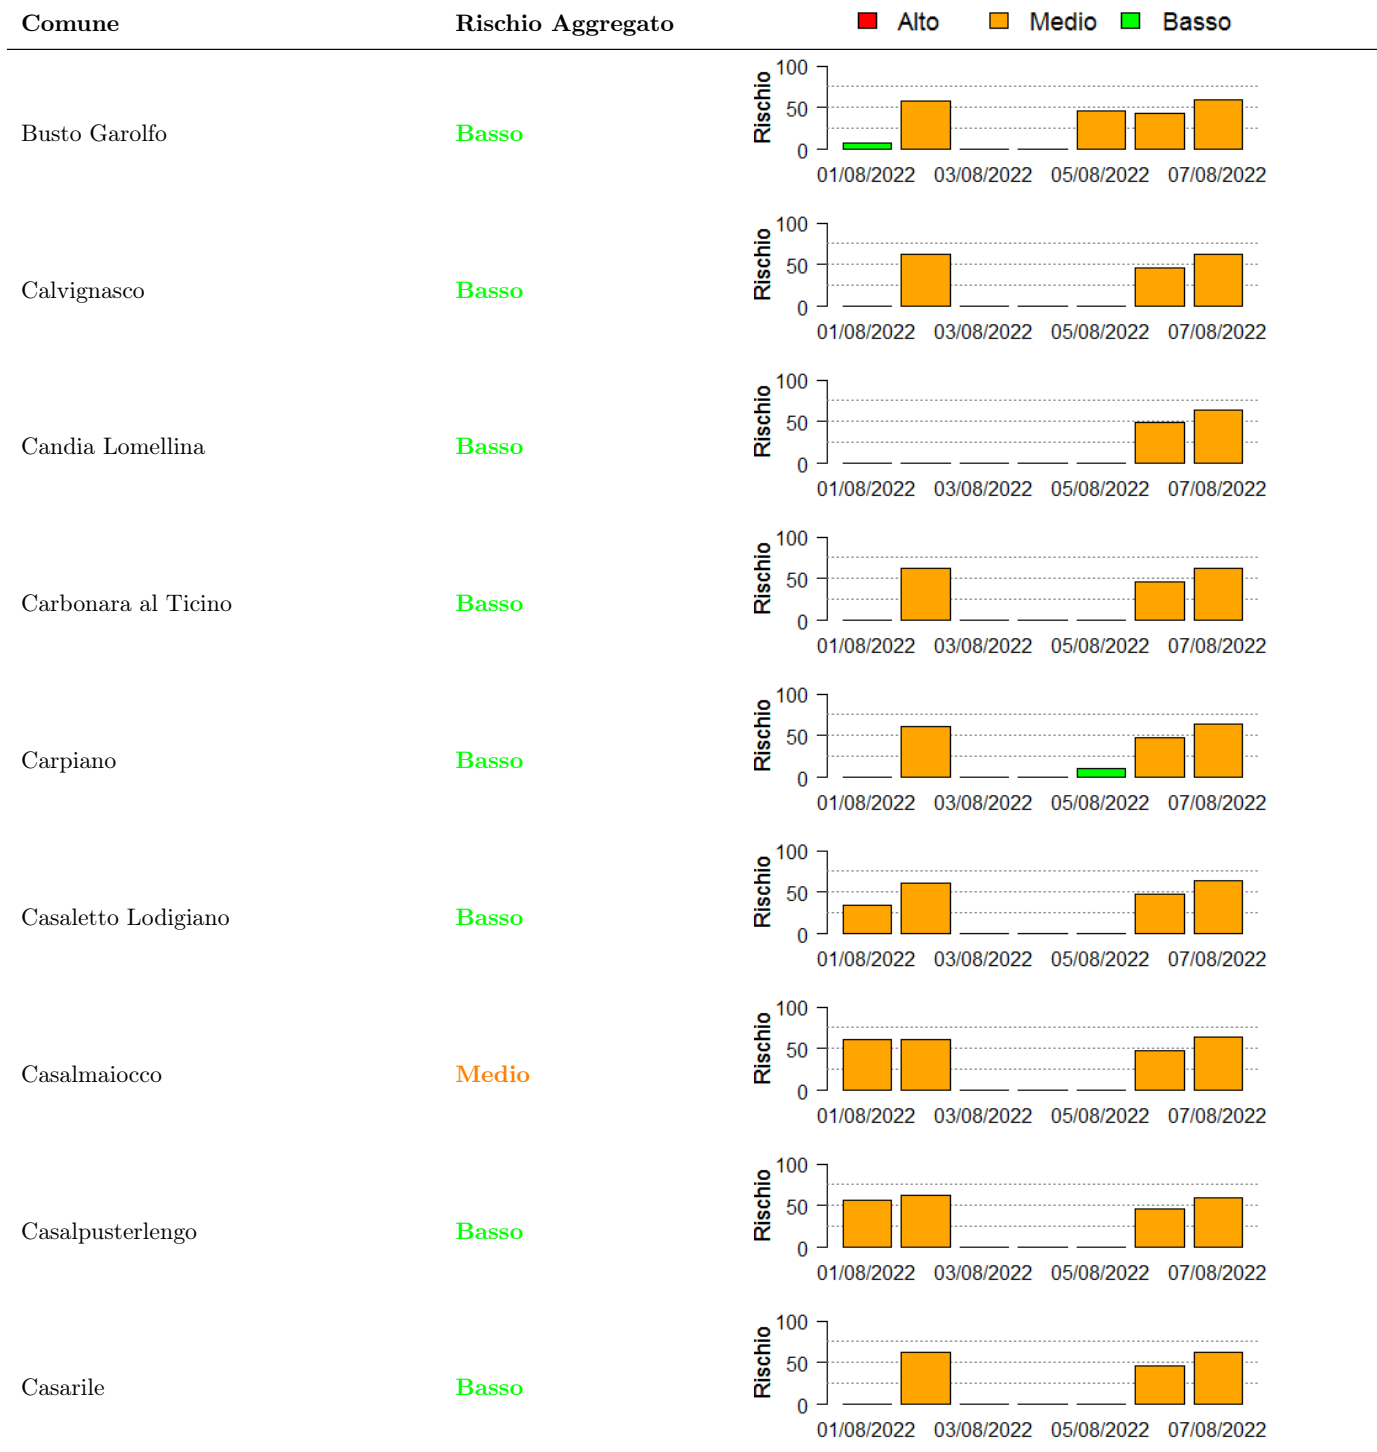 Comune Rischio Aggregato Alto Medio Basso
Busto Garolfo Basso
Rischio
100
50
0
01/08/2022 03/08/2022 05/08/2022 07/08/2022
Calvignasco Basso
Rischio
100
50
0
01/08/2022 03/08/2022 05/08/2022 07/08/2022
Candia Lomellina Basso
Rischio
100
50
0
01/08/2022 03/08/2022 05/08/2022 07/08/2022
Carbonara al Ticino Basso
Rischio
100
50
0
01/08/2022 03/08/2022 05/08/2022 07/08/2022
Carpiano Basso
Rischio
100
50
0
01/08/2022 03/08/2022 05/08/2022 07/08/2022
Casaletto Lodigiano Basso
Rischio
100
50
0
01/08/2022 03/08/2022 05/08/2022 07/08/2022
Casalmaiocco Medio
Rischio
100
50
0
01/08/2022 03/08/2022 05/08/2022 07/08/2022
Casalpusterlengo Basso
Rischio
100
50
0
01/08/2022 03/08/2022 05/08/2022 07/08/2022
Casarile Basso
Rischio
100
50
0
01/08/2022 03/08/2022 05/08/2022 07/08/2022